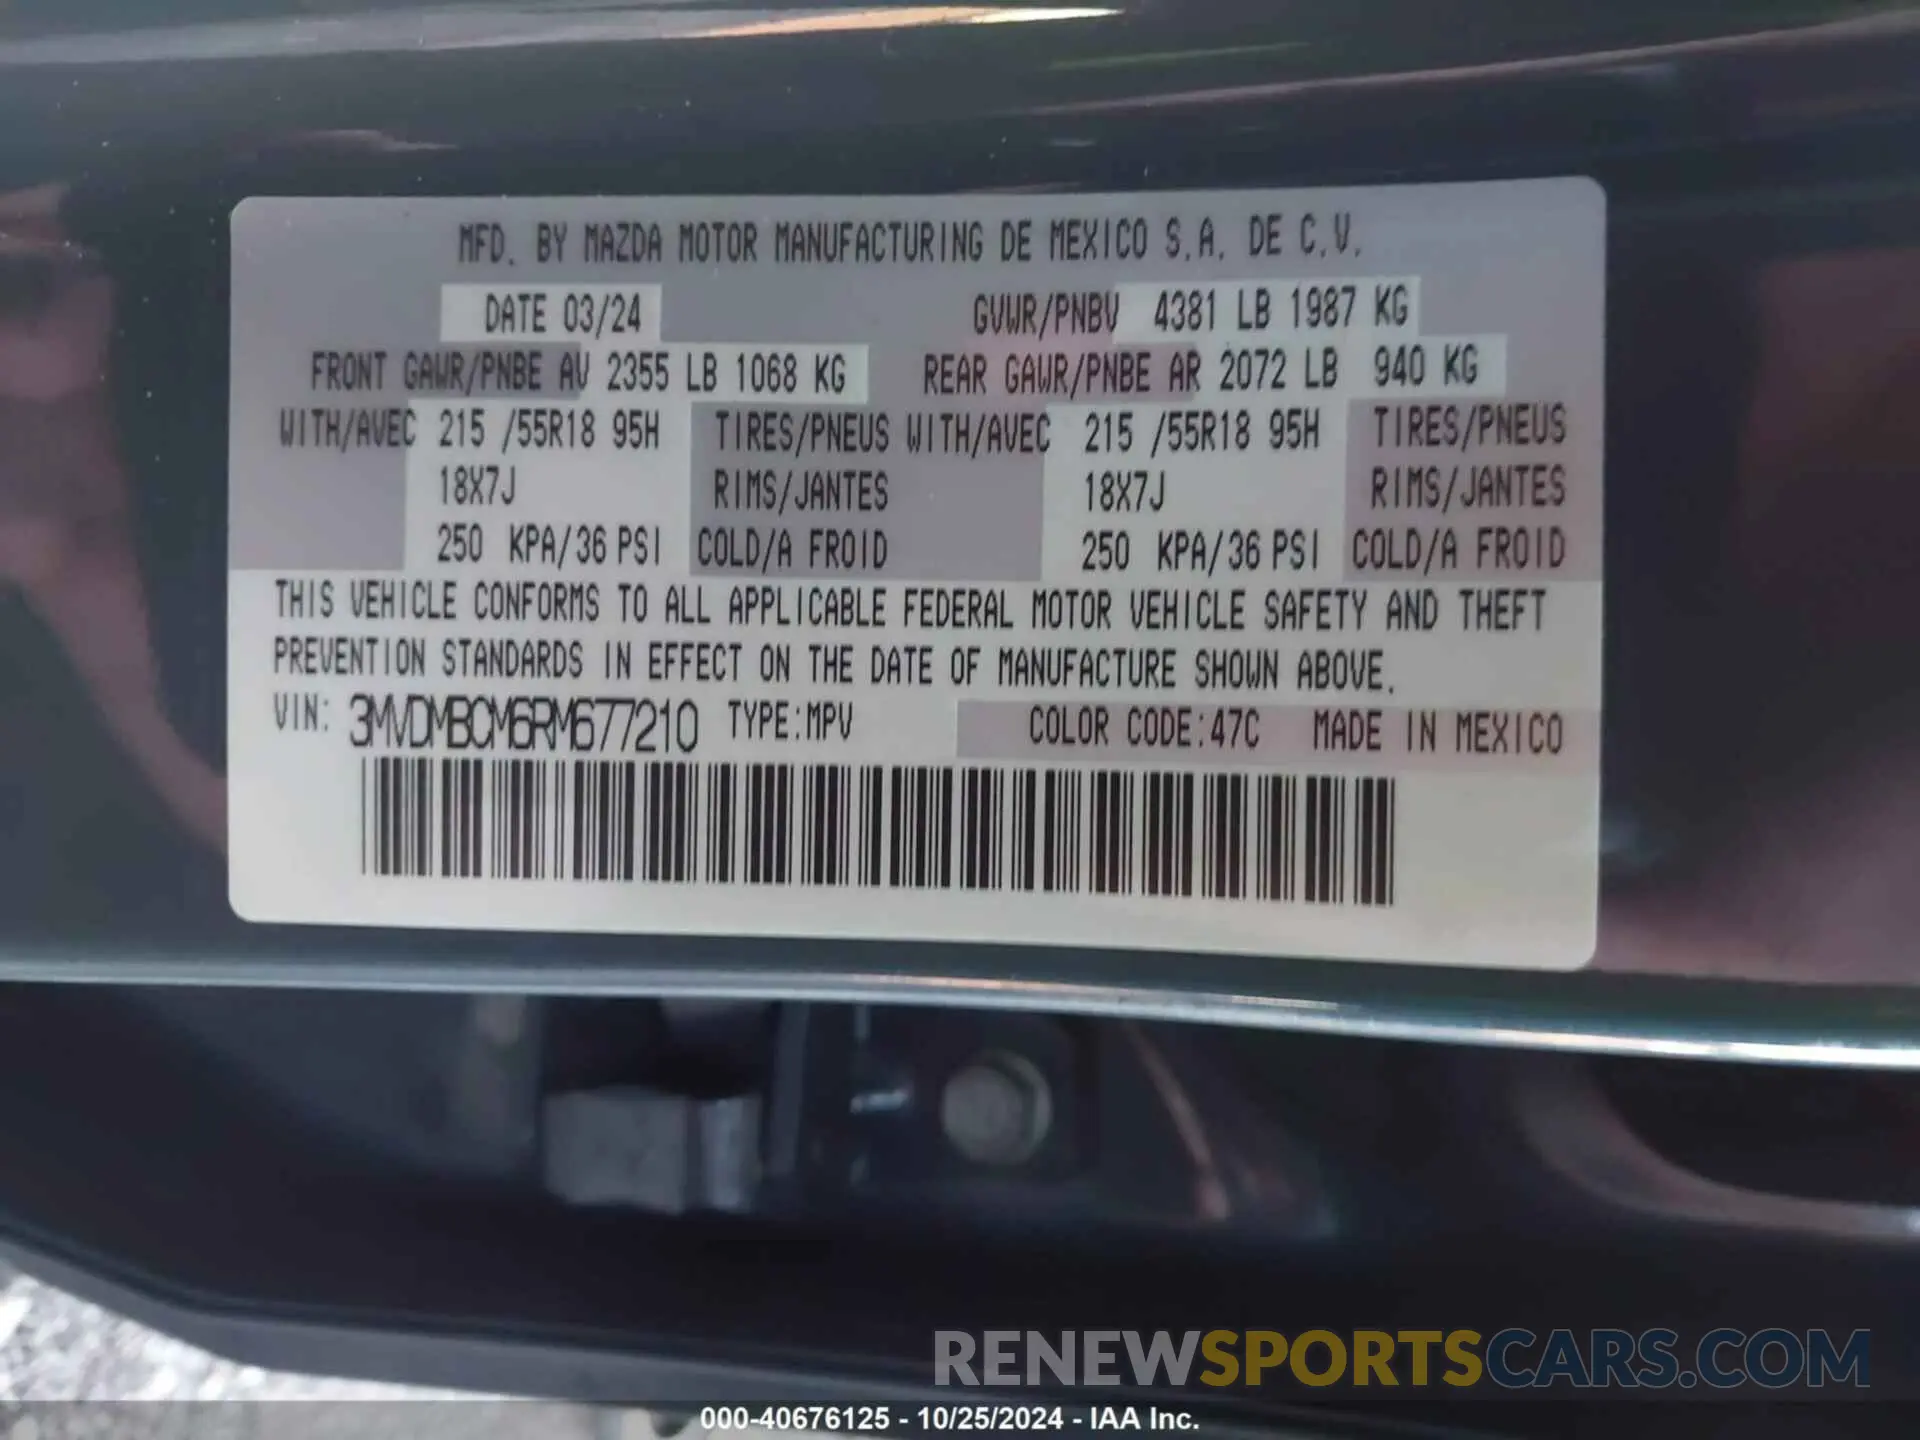 MFD. BY MAZDA MOTOR MANUFACTURING DE MEXICO S.A. DE C.V.
DATE 03/24 GVWR/PNBV 4381 LB 1987 KG
FRONT GAWR/PNBE AV 2355 LB 1068 KG REAR GAWR/PNBE AR 2072 LB 940 KG
WITH/AVEC 215 /55R18 95H TIRES/PNEUS WITH/AVEC 215 /55R18 95H TIRES/PNEUS
18X7J RIMS/JANTES 18X7J RIMS/JANTES
250 KPA/36 PSI COLD/A FROID 250 KPA/36 PSI COLD/A FROID
THIS VEHICLE CONFORMS TO ALL APPLICABLE FEDERAL MOTOR VEHICLE SAFETY AND THEFT
PREVENTION STANDARDS IN EFFECT ON THE DATE OF MANUFACTURE SHOWN ABOVE.
VIN: 3MVDMBCM6RM677210 TYPE:MPV COLOR CODE:47C MADE IN MEXICO
RENEWSPORTSCARS.COM
000-40676125 - 10/25/2024 - IAA Inc.